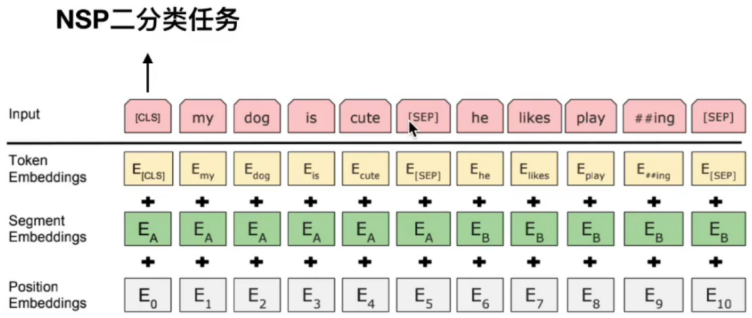 NSP二分类任务
Input [CLS] my dog is cute [SEP] he likes play ##ing [SEP]
Token Embeddings E[CLS] Emy Edog Eis Ecute E[SEP] Ehe Elikes Eplay E##ing E[SEP]
+ + + + + + + + + + +
Segment Embeddings EA EA EA EA EA EA EB EB EB EB EB
+ + + + + + + + + + +
Position Embeddings E0 E1 E2 E3 E4 E5 E6 E7 E8 E9 E10